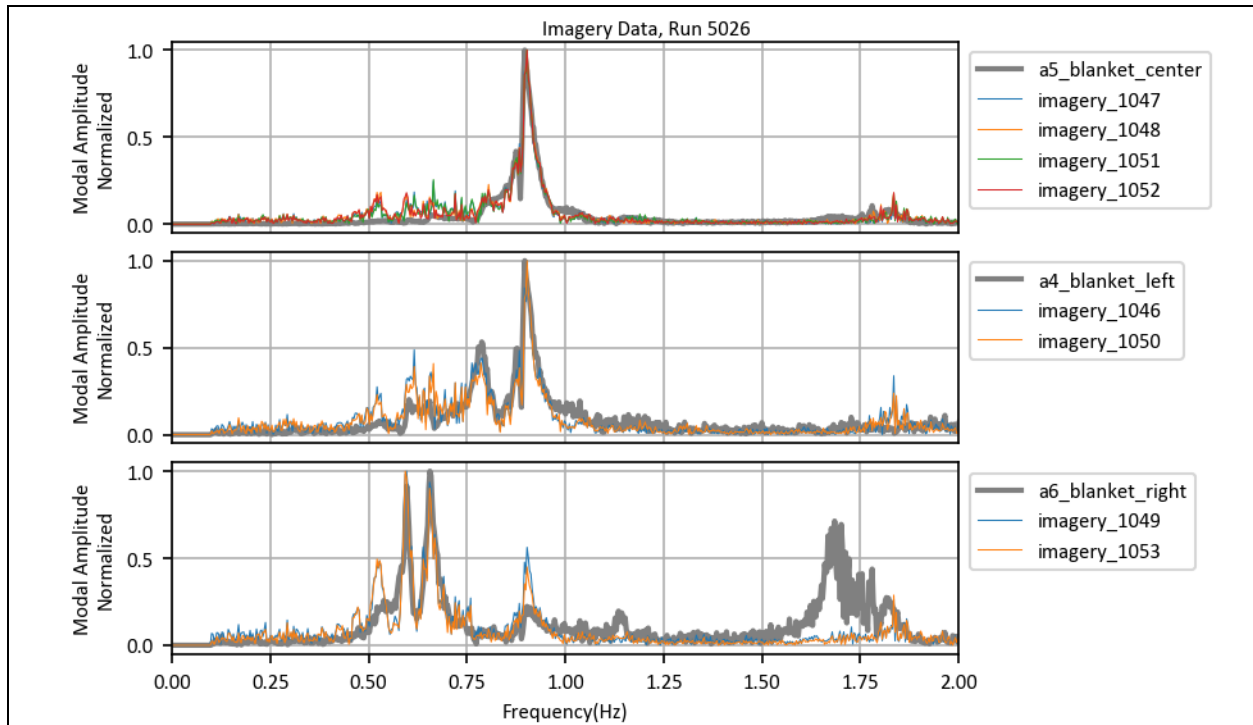 Imagery Data, Run 5026
Modal Amplitude
Normalized
1.0
0.5
0.0
a5_blanket_center
imagery_1047
imagery_1048
imagery_1051
imagery_1052
Modal Amplitude
Normalized
1.0
0.5
0.0
a4_blanket_left
imagery_1046
imagery_1050
Modal Amplitude
Normalized
1.0
0.5
0.0
a6_blanket_right
imagery_1049
imagery_1053
0.00 0.25 0.50 0.75 1.00 1.25 1.50 1.75 2.00
Frequency(Hz)